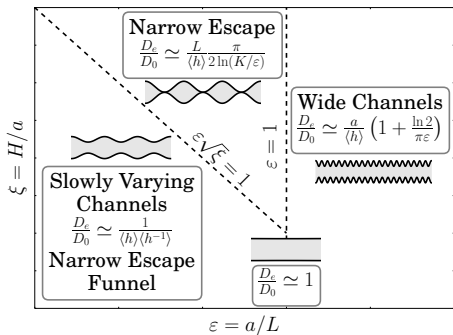 Narrow Escape
D_e/D_0 ≃ L/⟨h⟩ π/(2 ln(K/ε))
ε = 1
Wide Channels
D_e/D_0 ≃ a/⟨h⟩ (1 + ln 2/(πε))
ε√ξ = 1
Slowly Varying
Channels
D_e/D_0 ≃ 1/(⟨h⟩⟨h⁻¹⟩)
Narrow Escape
Funnel
D_e/D_0 ≃ 1
ξ = H/a
ε = a/L